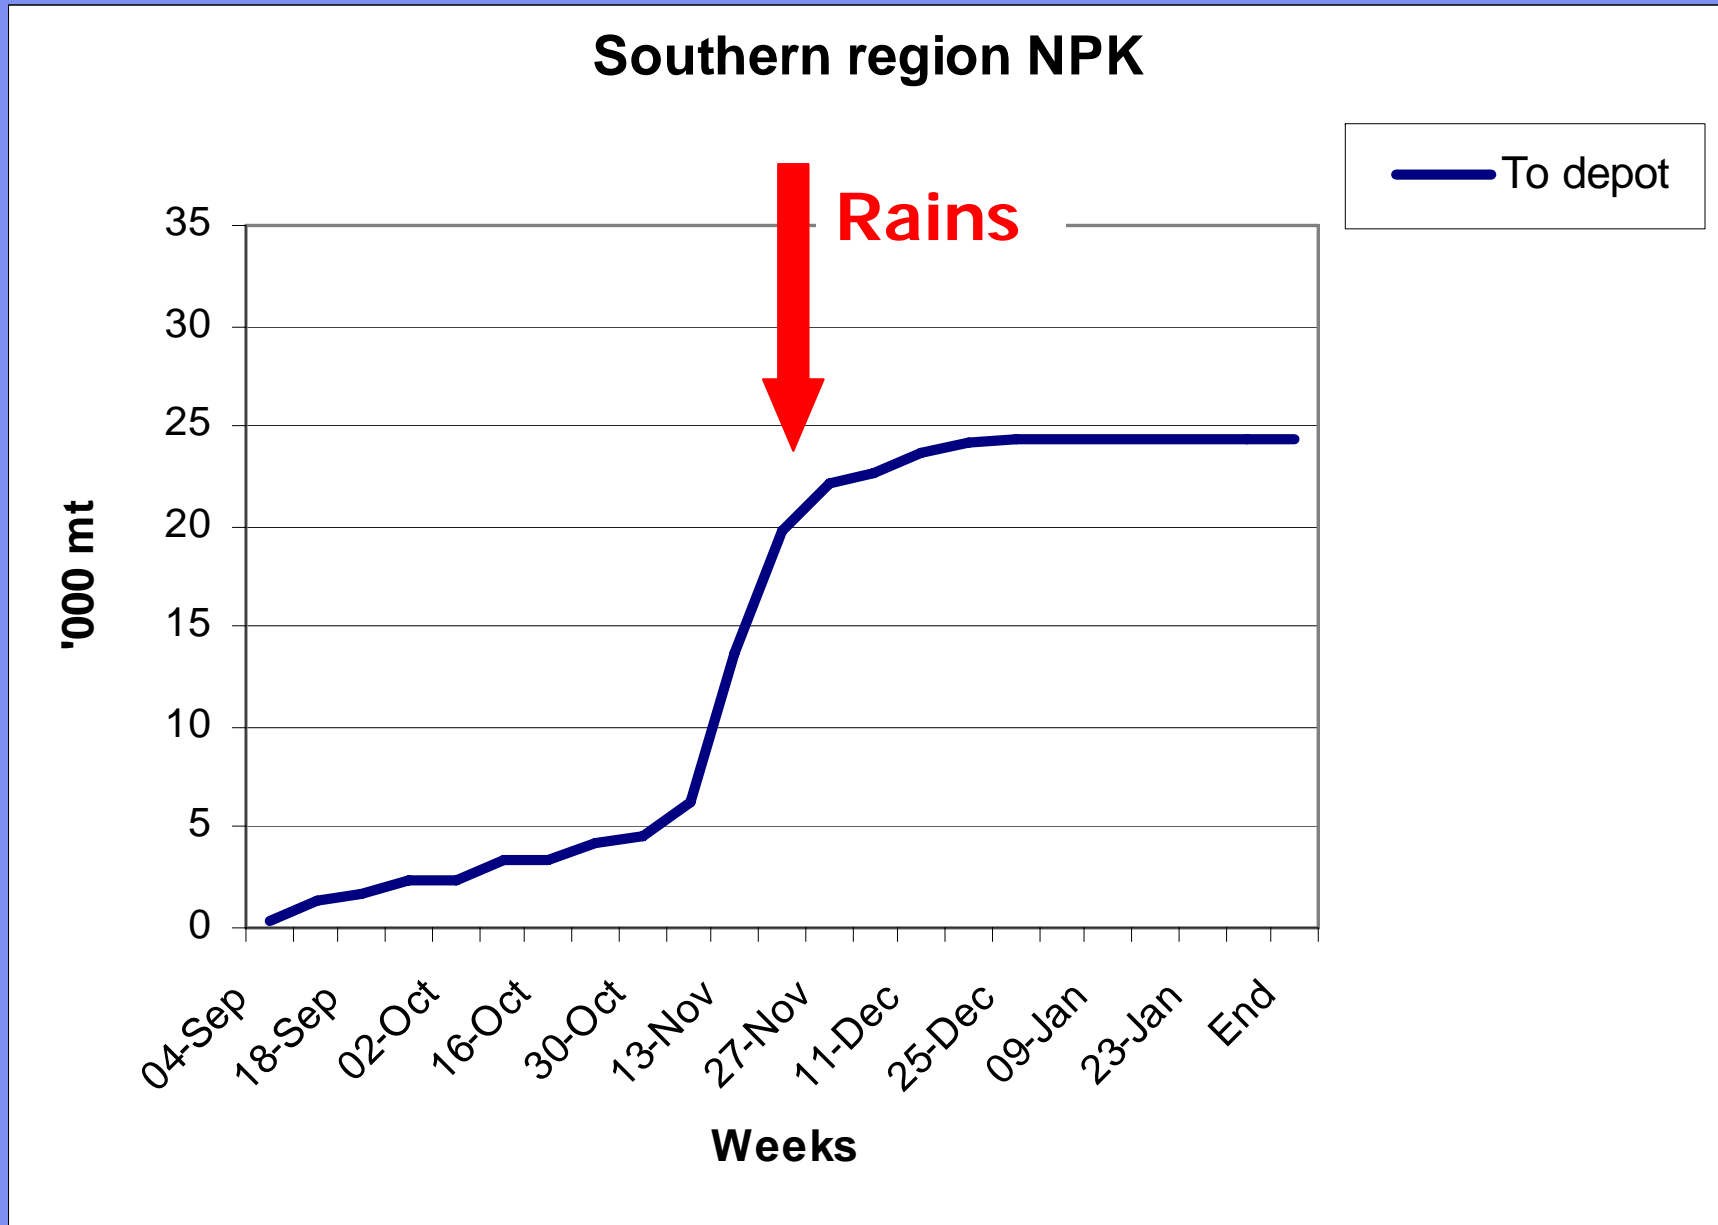 Southern region NPK
To depot
Rains
35
30
25
20
15
10
5
0
'000 mt
04-Sep
18-Sep
02-Oct
16-Oct
30-Oct
13-Nov
27-Nov
11-Dec
25-Dec
09-Jan
23-Jan
End
Weeks